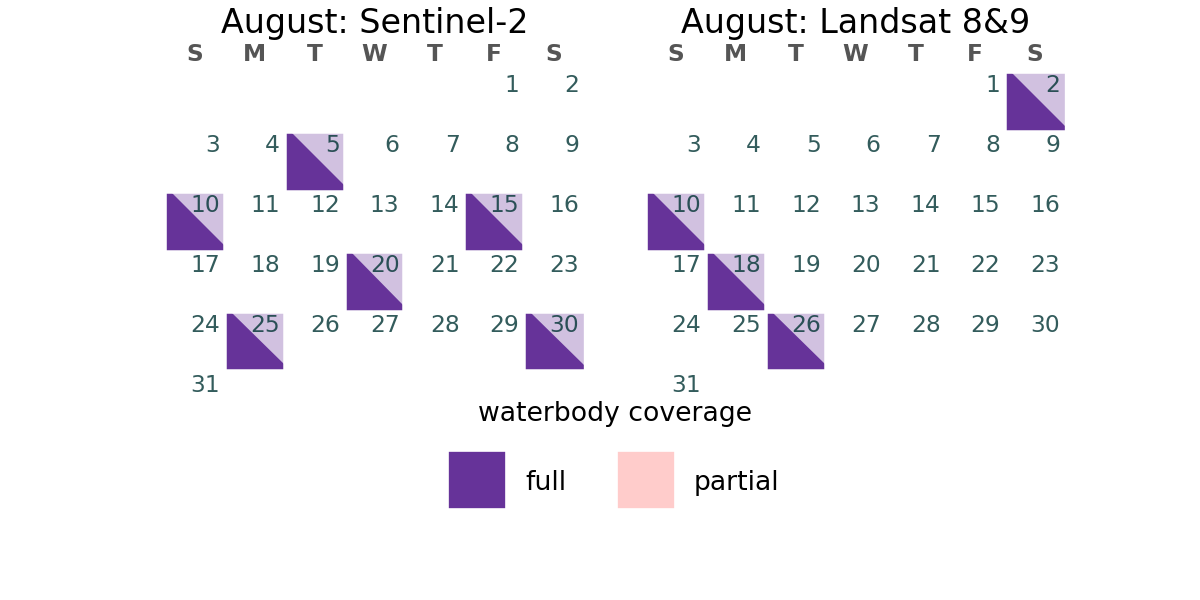 August: Sentinel-2
S M T W T F S
1 2
3 4 5 6 7 8 9
10 11 12 13 14 15 16
17 18 19 20 21 22 23
24 25 26 27 28 29 30
31
August: Landsat 8&9
S M T W T F S
1 2
3 4 5 6 7 8 9
10 11 12 13 14 15 16
17 18 19 20 21 22 23
24 25 26 27 28 29 30
31
waterbody coverage
full partial